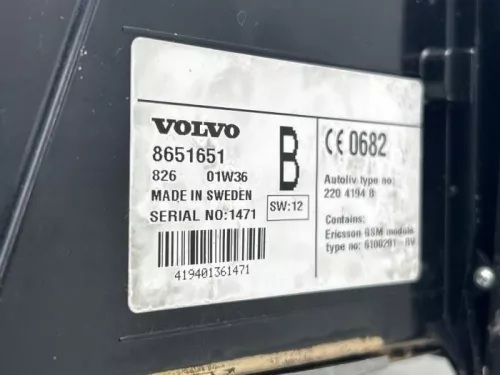 VOLVO
8651651
826 01W36
MADE IN SWEDEN
SERIAL NO:1471
B
SW:12
419401361471
CE 0682
Autoliv type no:
220 4194 B
Contains:
Ericsson GSM module
type no: 6100291 -BV